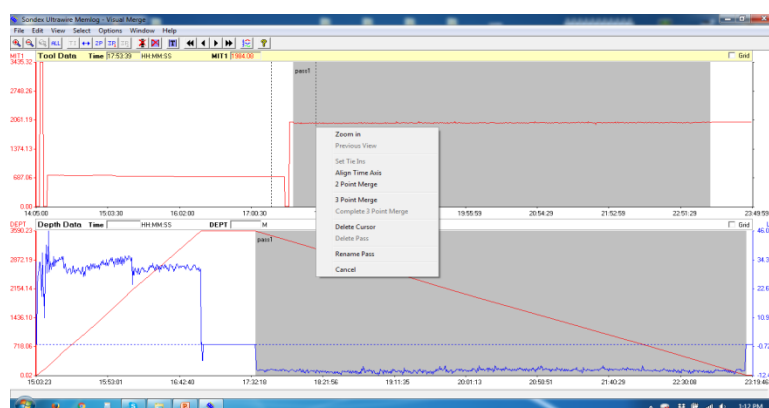 Sondex Ultrawire Memlog - Visual Merge
File Edit View Select Options Window Help
ALL
2P
MIT1 Tool Data Time 17:53:39 HH:MM:SS MIT1 1984.00 Grid
3435.32
pass1
2748.26
2061.19
1374.13
687.06
0.00
14:05:00 15:03:30 16:02:00 17:00:30 19:55:59 20:54:29 21:52:59 22:51:29 23:49:59
Zoom in
Previous View
Set Tie Ins
Align Time Axis
2 Point Merge
3 Point Merge
Complete 3 Point Merge
Delete Cursor
Delete Pass
Rename Pass
Cancel
DEPT Depth Data Time HH:MM:SS DEPT M Grid L
3590.23 46.0
pass1
2872.19 34.3
2154.14 22.6
1436.10 10.9
718.06 -0.72
0.02 -12.4
15:03:23 15:53:01 16:42:40 17:32:18 18:21:56 19:11:35 20:01:13 20:50:51 21:40:29 22:30:08 23:19:46
1:12 PM